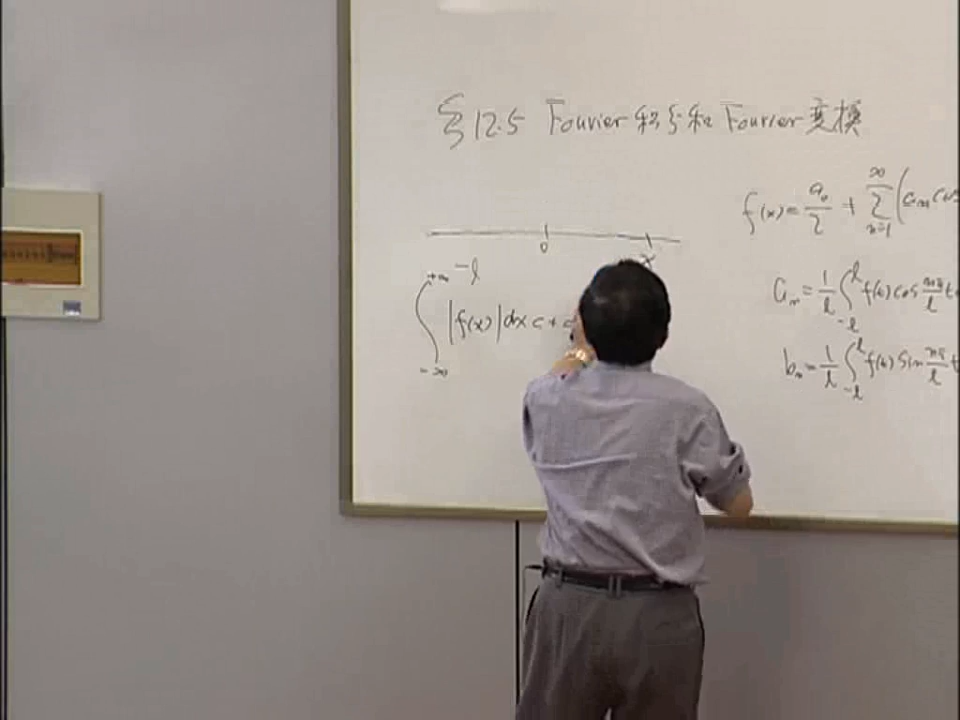 §12.5 Fourier 积分和 Fourier 变换
0 x
-l
∫_{-∞}^{+∞} |f(x)|dx < +
f(x) = a₀/2 + ∑_{n=1}^{∞} (aₙ cos
aₙ = 1/l ∫_{-l}^{l} f(t) cos nπ/l t
bₙ = 1/l ∫_{-l}^{l} f(t) sin nπ/l t